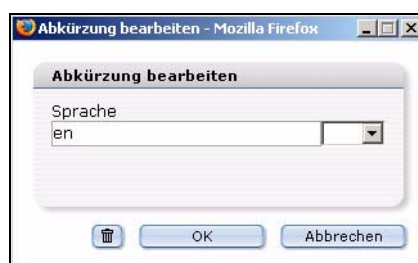 Abkürzung bearbeiten - Mozilla Firefox
Abkürzung bearbeiten
Sprache
en
OK Abbrechen